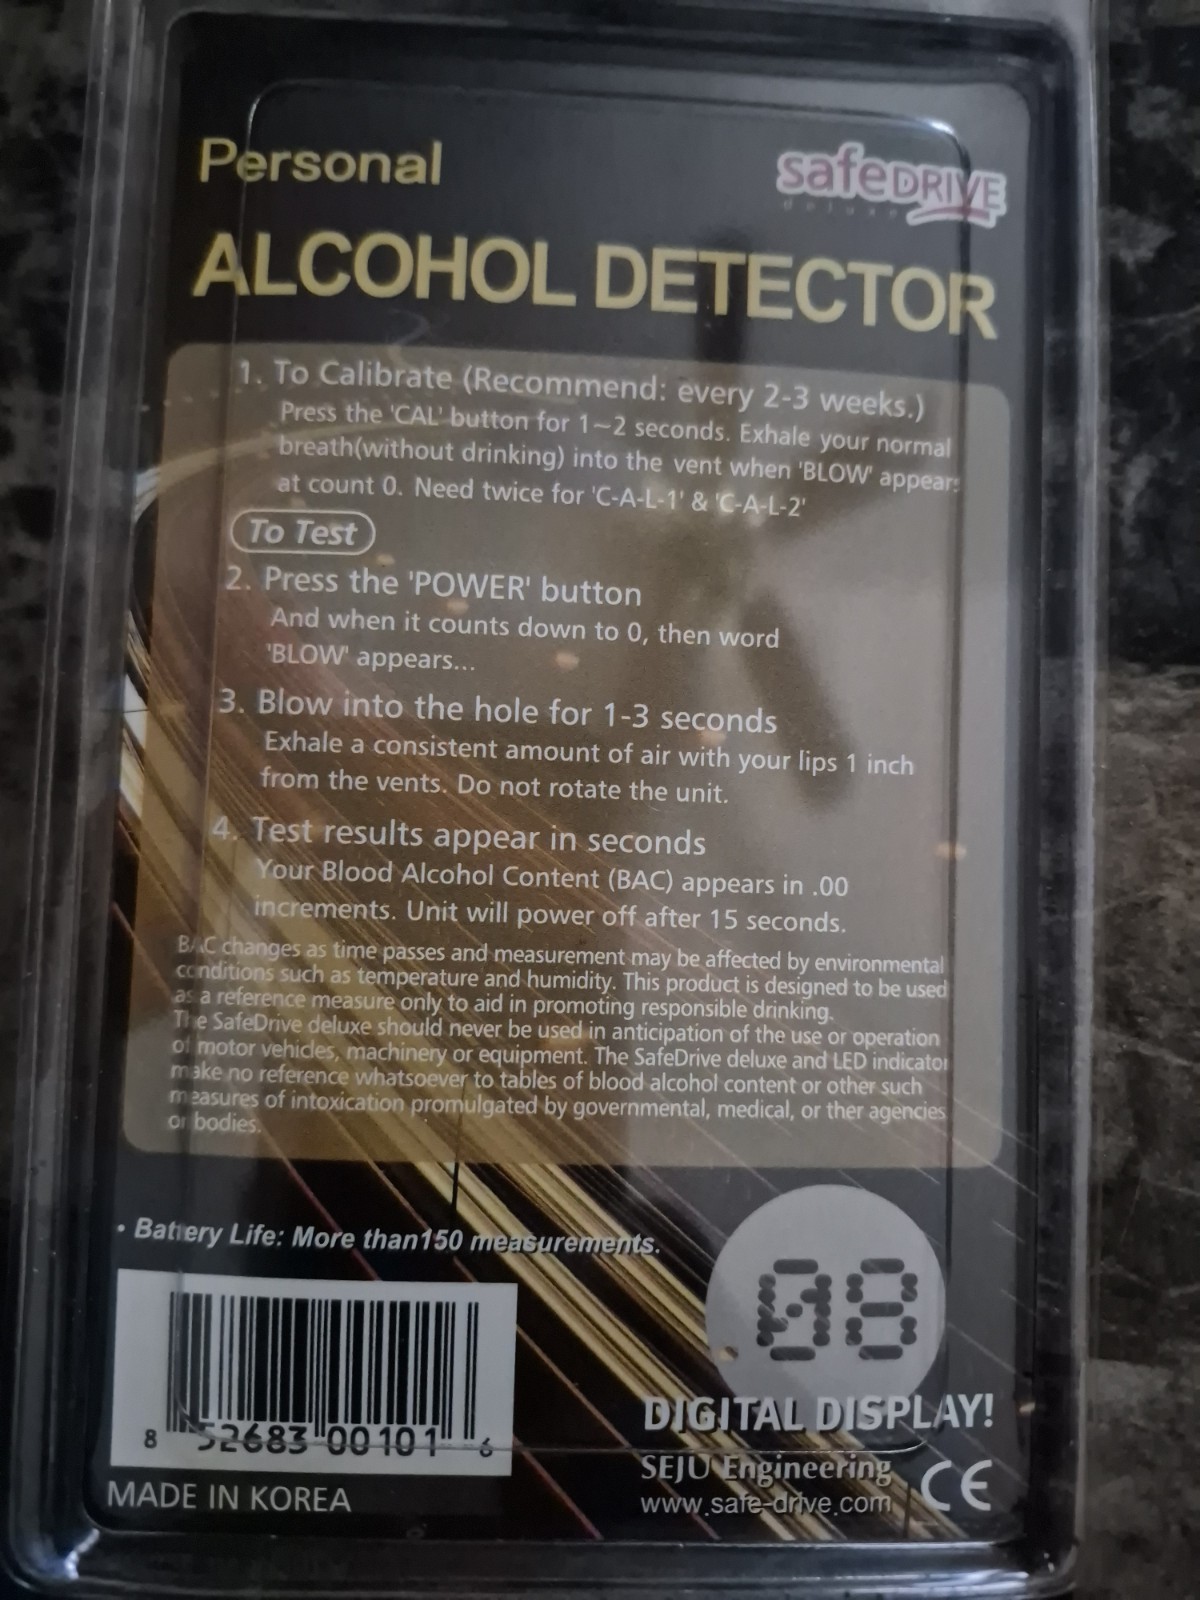 Personal
safeDRIVE
deluxe
ALCOHOL DETECTOR
1. To Calibrate (Recommend: every 2-3 weeks.)
Press the 'CAL' button for 1~2 seconds. Exhale your normal
breath(without drinking) into the vent when 'BLOW' appears
at count 0. Need twice for 'C-A-L-1' & 'C-A-L-2'
To Test
2. Press the 'POWER' button
And when it counts down to 0, then word
'BLOW' appears...
3. Blow into the hole for 1-3 seconds
Exhale a consistent amount of air with your lips 1 inch
from the vents. Do not rotate the unit.
4. Test results appear in seconds
Your Blood Alcohol Content (BAC) appears in .00
increments. Unit will power off after 15 seconds.
BAC changes as time passes and measurement may be affected by environmental
conditions such as temperature and humidity. This product is designed to be used
as a reference measure only to aid in promoting responsible drinking.
The SafeDrive deluxe should never be used in anticipation of the use or operation
of motor vehicles, machinery or equipment. The SafeDrive deluxe and LED indicator
make no reference whatsoever to tables of blood alcohol content or other such
measures of intoxication promulgated by governmental, medical, or ther agencies
or bodies.
• Battery Life: More than150 measurements.
08
8 52683 00101 6
DIGITAL DISPLAY!
SEJU Engineering
www.safe-drive.com
CE
MADE IN KOREA